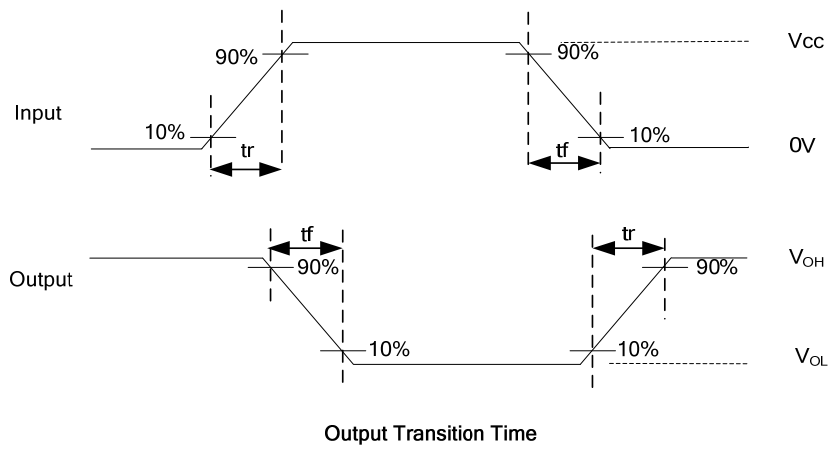 Vcc
90%
90%
Input
10%
10%
0V
tr
tf
tf
tr
VOH
90%
90%
Output
10%
10%
VOL
Output Transition Time